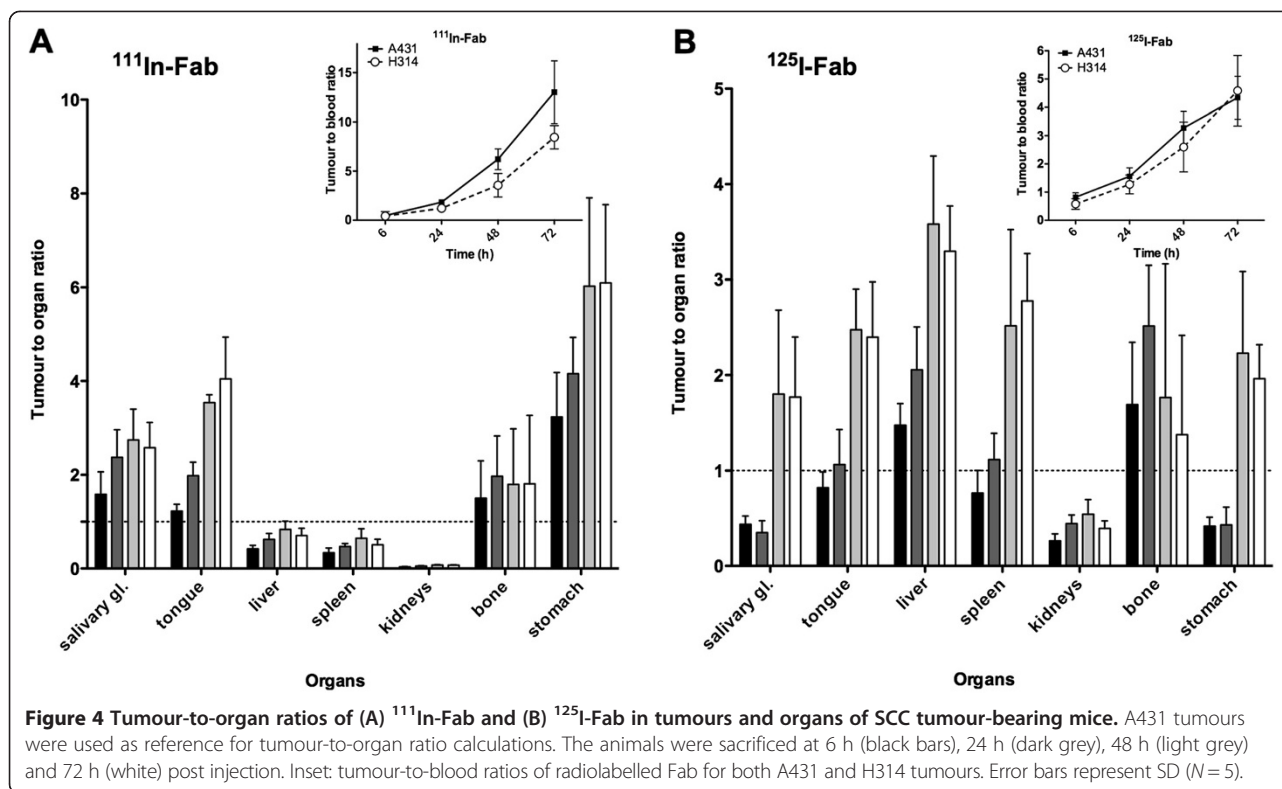 A
¹¹¹In-Fab
¹¹¹In-Fab
A431
H314
Tumour to blood ratio
15
10
5
0
6
24
48
72
Time (h)
Tumour to organ ratio
10
8
6
4
2
0
salivary gl.
tongue
liver
spleen
kidneys
bone
stomach
Organs
B
¹²⁵I-Fab
¹²⁵I-Fab
A431
H314
Tumour to blood ratio
6
5
4
3
2
1
0
6
24
48
72
Time (h)
Tumour to organ ratio
5
4
3
2
1
0
salivary gl.
tongue
liver
spleen
kidneys
bone
stomach
Organs
Figure 4 Tumour-to-organ ratios of (A) ¹¹¹In-Fab and (B) ¹²⁵I-Fab in tumours and organs of SCC tumour-bearing mice. A431 tumours
were used as reference for tumour-to-organ ratio calculations. The animals were sacrificed at 6 h (black bars), 24 h (dark grey), 48 h (light grey)
and 72 h (white) post injection. Inset: tumour-to-blood ratios of radiolabelled Fab for both A431 and H314 tumours. Error bars represent SD (N = 5).